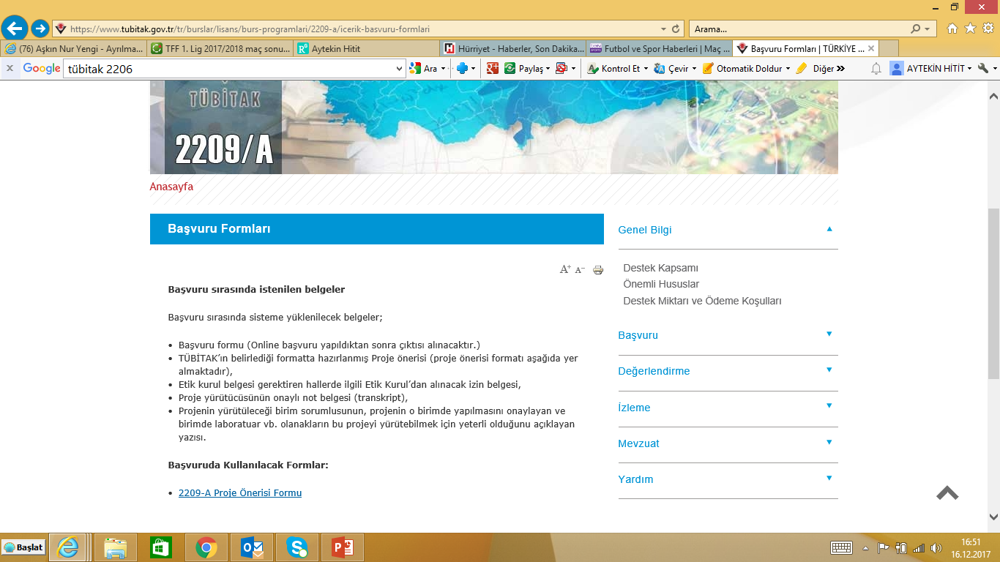 https://www.tubitak.gov.tr/tr/burslar/lisans/burs-programlari/2209-a/icerik-basvuru-formlari
Arama...
(76) Aşkın Nur Yengi - Ayrılma...
TFF 1. Lig 2017/2018 maç sonu...
Aytekin Hitit
Hürriyet - Haberler, Son Dakika...
Futbol ve Spor Haberleri | Maç ...
Başvuru Formları | TÜRKİYE ...
x Google tübitak 2206 Ara Paylaş Kontrol Et Çevir Otomatik Doldur Diğer AYTEKİN HİTİT
TÜBİTAK
2209/A
Anasayfa
Başvuru Formları
A+ A-
Başvuru sırasında istenilen belgeler
Başvuru sırasında sisteme yüklenilecek belgeler;
• Başvuru formu (Online başvuru yapıldıktan sonra çıktısı alınacaktır.)
• TÜBİTAK’ın belirlediği formatta hazırlanmış Proje önerisi (proje önerisi formatı aşağıda yer
almaktadır),
• Etik kurul belgesi gerektiren hallerde ilgili Etik Kurul’dan alınacak izin belgesi,
• Proje yürütücüsünün onaylı not belgesi (transkript),
• Projenin yürütüleceği birim sorumlusunun, projenin o birimde yapılmasını onaylayan ve
birimde laboratuar vb. olanakların bu projeyi yürütebilmek için yeterli olduğunu açıklayan
yazısı.
Başvuruda Kullanılacak Formlar:
• 2209-A Proje Önerisi Formu
Genel Bilgi
Destek Kapsamı
Önemli Hususlar
Destek Miktarı ve Ödeme Koşulları
Başvuru
Değerlendirme
İzleme
Mevzuat
Yardım
Başlat
16:51
16.12.2017